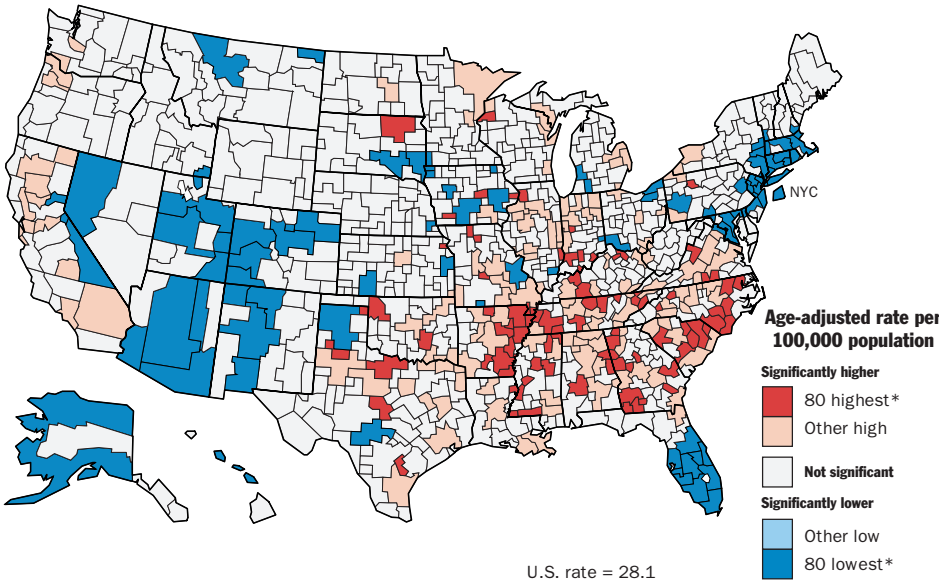 NYC
Age-adjusted rate per
100,000 population
Significantly higher
80 highest*
Other high
Not significant
Significantly lower
Other low
80 lowest*
U.S. rate = 28.1